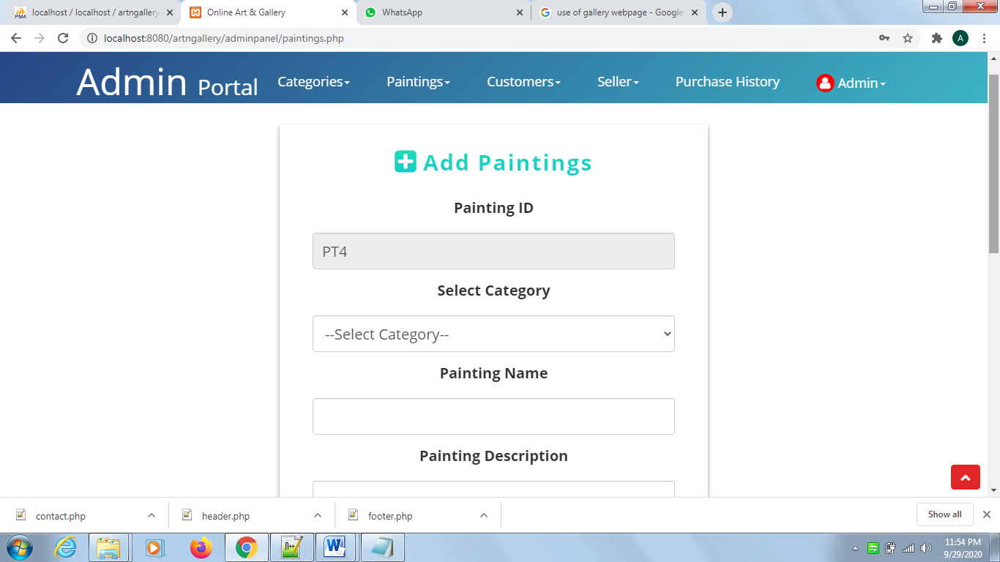 PMA localhost / localhost / artngallery
Online Art & Gallery
WhatsApp
use of gallery webpage - Google
localhost:8080/artngallery/adminpanel/paintings.php
A
Admin Portal
Categories
Paintings
Customers
Seller
Purchase History
Admin
Add Paintings
Painting ID
PT4
Select Category
--Select Category--
Painting Name
Painting Description
contact.php
header.php
footer.php
Show all
11:54 PM
9/29/2020